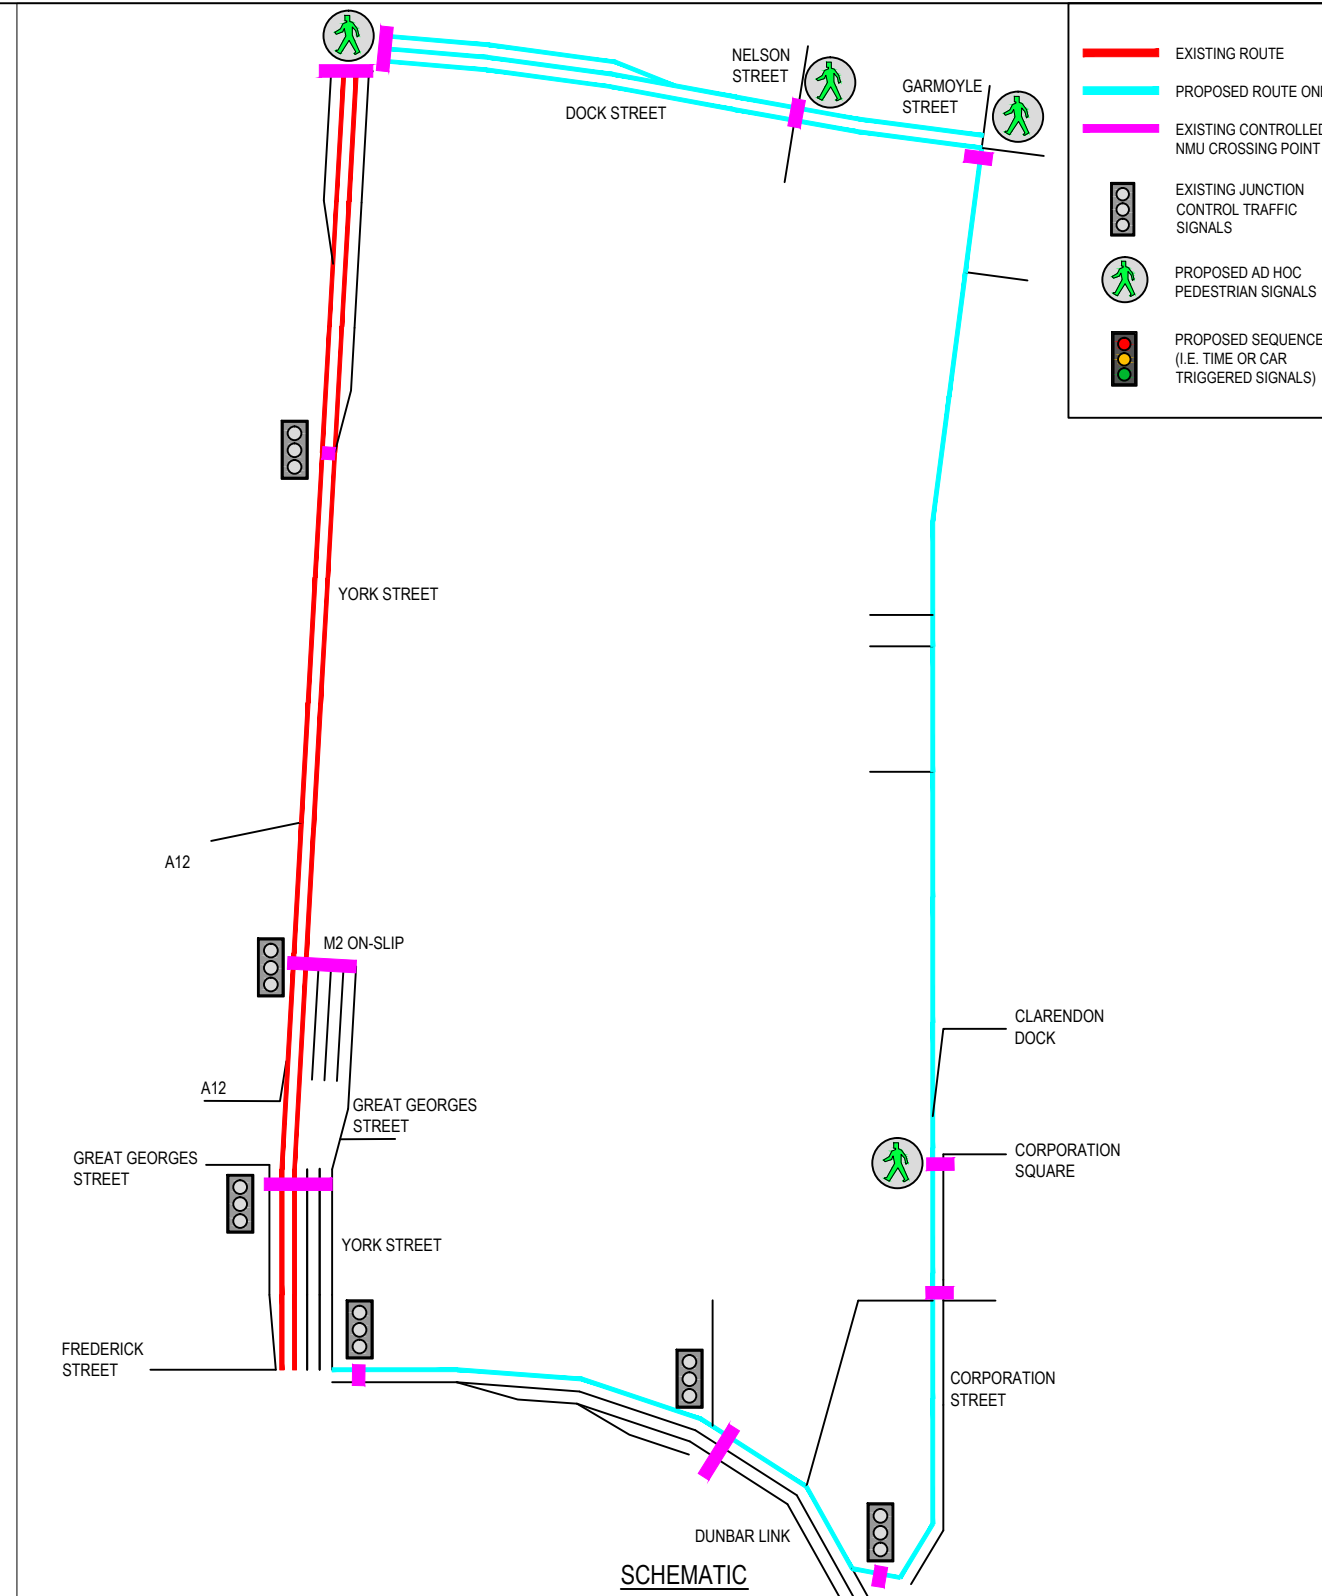 NELSON
STREET
DOCK STREET
GARMOYLE
STREET
EXISTING ROUTE
PROPOSED ROUTE
EXISTING CONTROLLED
NMU CROSSING POINT
EXISTING JUNCTION
CONTROL TRAFFIC
SIGNALS
PROPOSED AD HOC
PEDESTRIAN SIGNALS
PROPOSED SEQUENCE
(I.E. TIME OR CAR
TRIGGERED SIGNALS)
YORK STREET
A12
M2 ON-SLIP
A12
GREAT GEORGES
STREET
GREAT GEORGES
STREET
YORK STREET
FREDERICK
STREET
CLARENDON
DOCK
CORPORATION
SQUARE
CORPORATION
STREET
DUNBAR LINK
SCHEMATIC